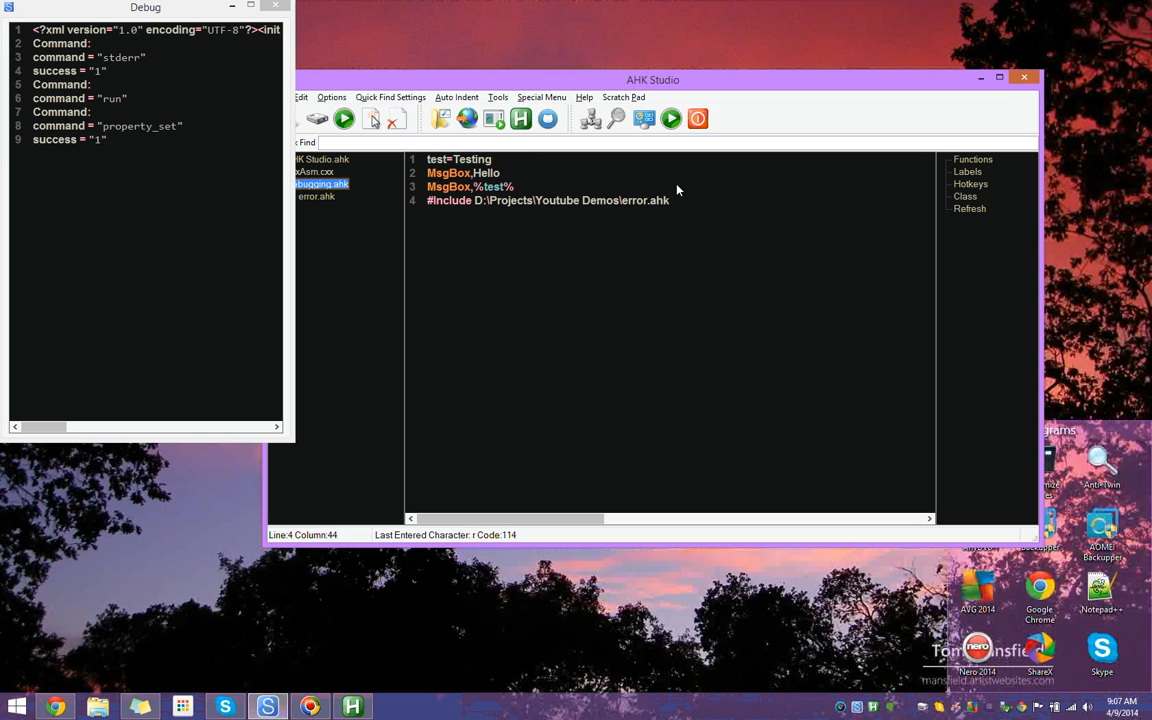 Debug
1 <?xml version="1.0" encoding="UTF-8"?><init
2 Command:
3 command = "stderr"
4 success = "1"
5 Command:
6 command = "run"
7 Command:
8 command = "property_set"
9 success = "1"
AHK Studio
Edit Options Quick Find Settings Auto Indent Tools Special Menu Help Scratch Pad
Find
HK Studio.ahk
xAsm.cxx
ebugging.ahk
error.ahk
1 test=Testing
2 MsgBox,Hello
3 MsgBox,%test%
4 #Include D:\Projects\Youtube Demos\error.ahk
Functions
Labels
Hotkeys
Class
Refresh
Line:4 Column:44 Last Entered Character: r Code:114
grams
Anti-Twin
AOMEI Backupper
AVG 2014
Google Chrome
Notepad++
Nero 2014
ShareX
Skype
mansfield.artistwebsites.com
9:07 AM
4/9/2014